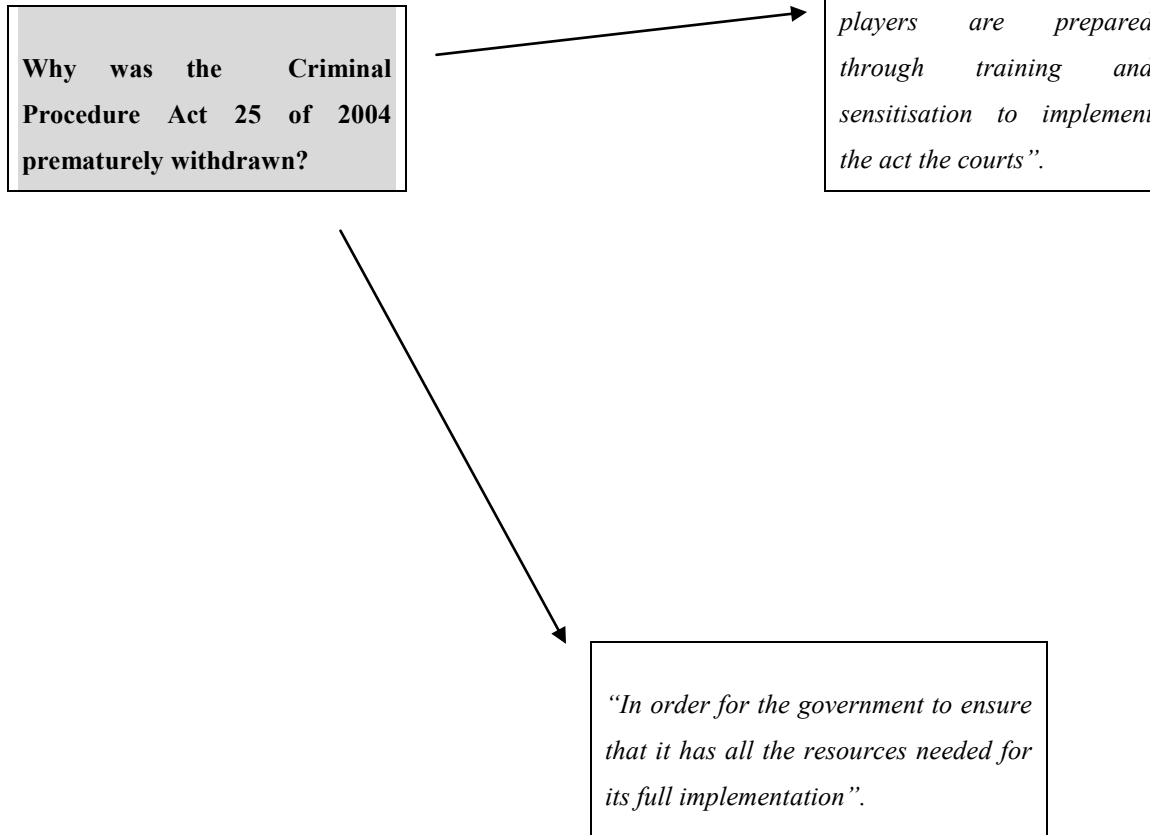 Why was the Criminal
Procedure Act 25 of 2004
prematurely withdrawn?
players are prepared
through training and
sensitisation to implement
the act the courts”.
“In order for the government to ensure
that it has all the resources needed for
its full implementation”.